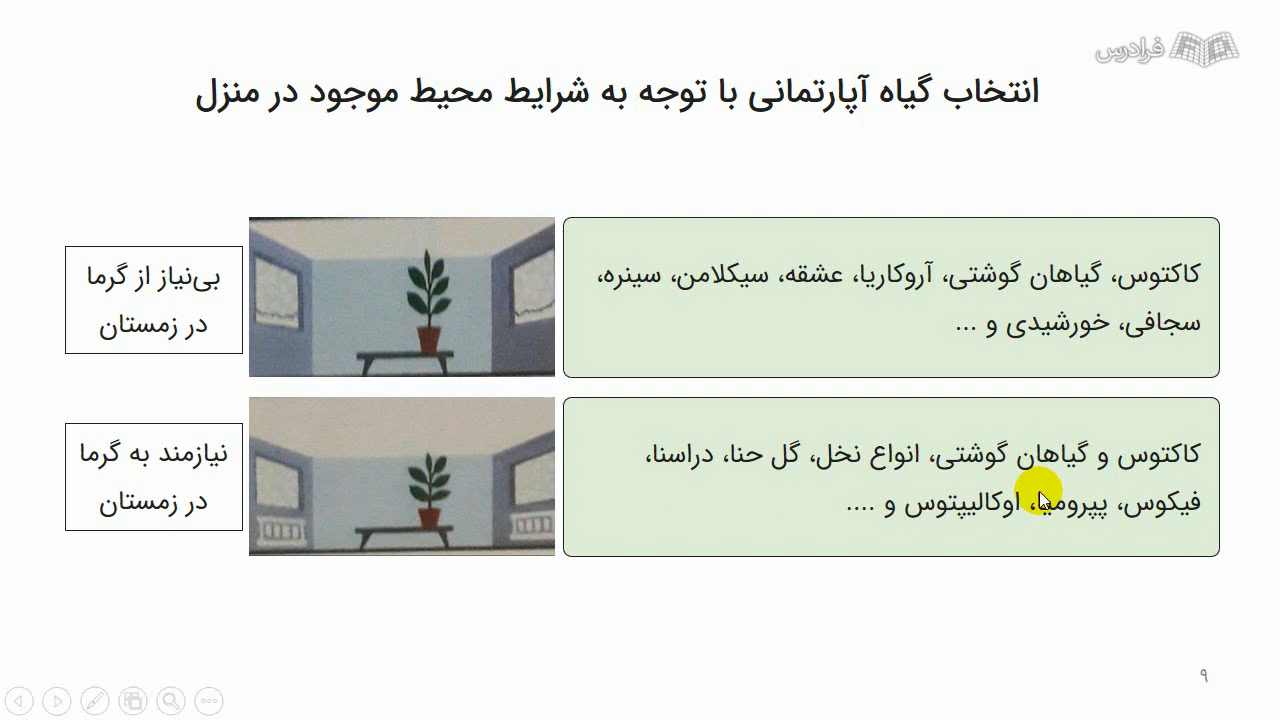 فرادرس
انتخاب گیاه آپارتمانی با توجه به شرایط محیط موجود در منزل
کاکتوس، گیاهان گوشتی، آروکاریا، عشقه، سیکلامن، سینره،
سجافی، خورشیدی و ...
بی‌نیاز از گرما
در زمستان
کاکتوس و گیاهان گوشتی، انواع نخل، گل حنا، دراسنا،
فیکوس، پپرومیا، اوکالیپتوس و ....
نیازمند به گرما
در زمستان
۹